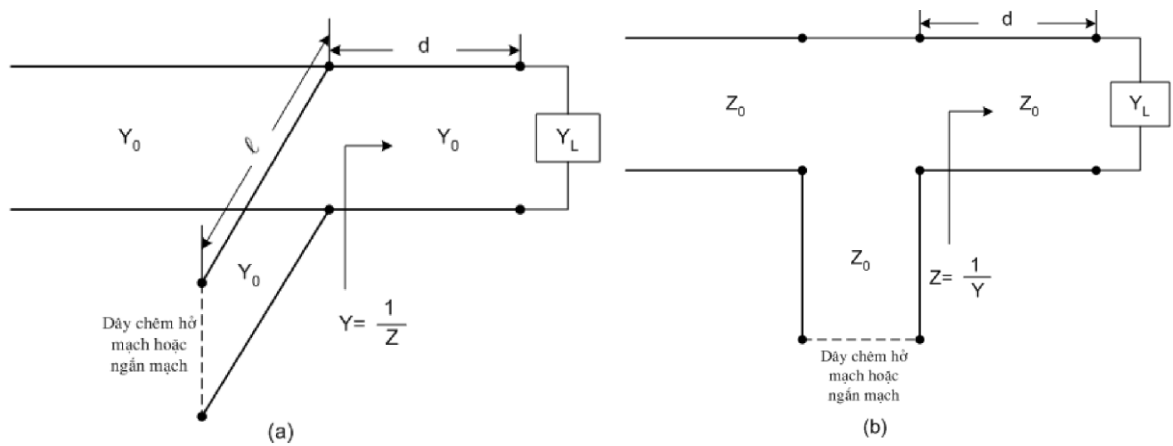 d
Y0
ℓ
Y0
YL
Y0
Y= 1/Z
Dây chêm hở
mạch hoặc
ngắn mạch
(a)
d
Z0
Z0
YL
Z0
Z= 1/Y
Dây chêm hở
mạch hoặc
ngắn mạch
(b)